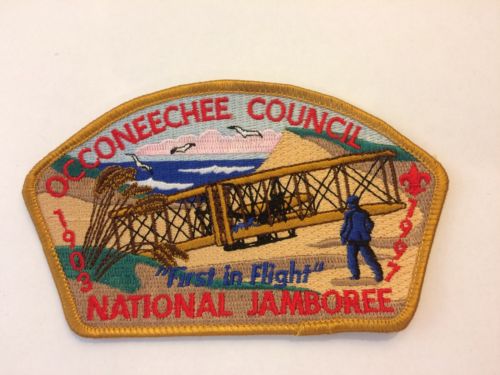 OCCONEECHEE COUNCIL
1903
1997
"First in Flight"
NATIONAL JAMBOREE